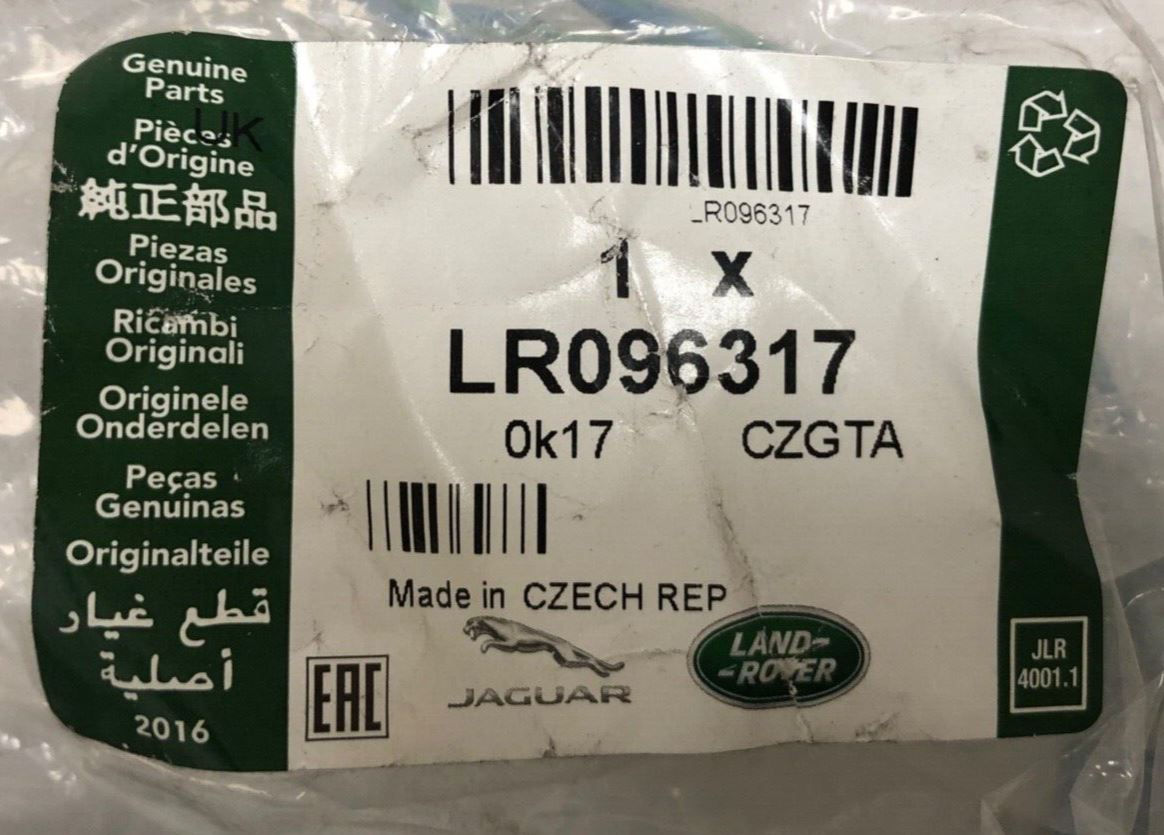 Genuine
Parts
UK
Pièces
d'Origine
純正部品
Piezas
Originales
Ricambi
Originali
Originele
Onderdelen
Peças
Genuinas
Originalteile
قطع غيار
أصلية
2016
LR096317
1 x
LR096317
0k17 CZGTA
Made in CZECH REP
EAC
JAGUAR
LAND-
-ROVER
JLR
4001.1